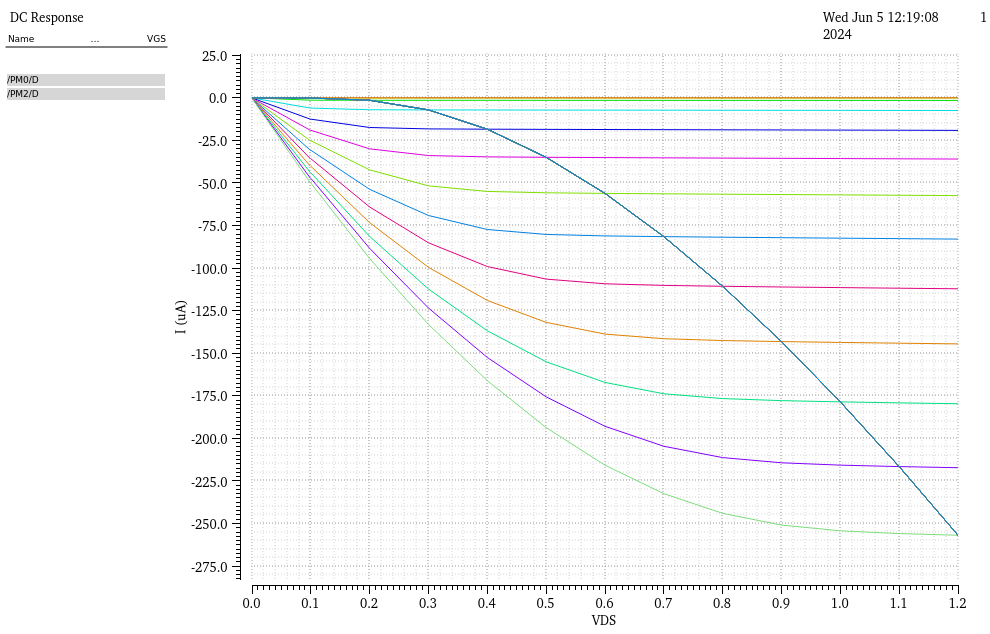 DC Response
Wed Jun 5 12:19:08 1
2024
Name ... VGS
/PM0/D
/PM2/D
25.0
0.0
-25.0
-50.0
-75.0
-100.0
-125.0
-150.0
-175.0
-200.0
-225.0
-250.0
-275.0
I (uA)
0.0 0.1 0.2 0.3 0.4 0.5 0.6 0.7 0.8 0.9 1.0 1.1 1.2
VDS